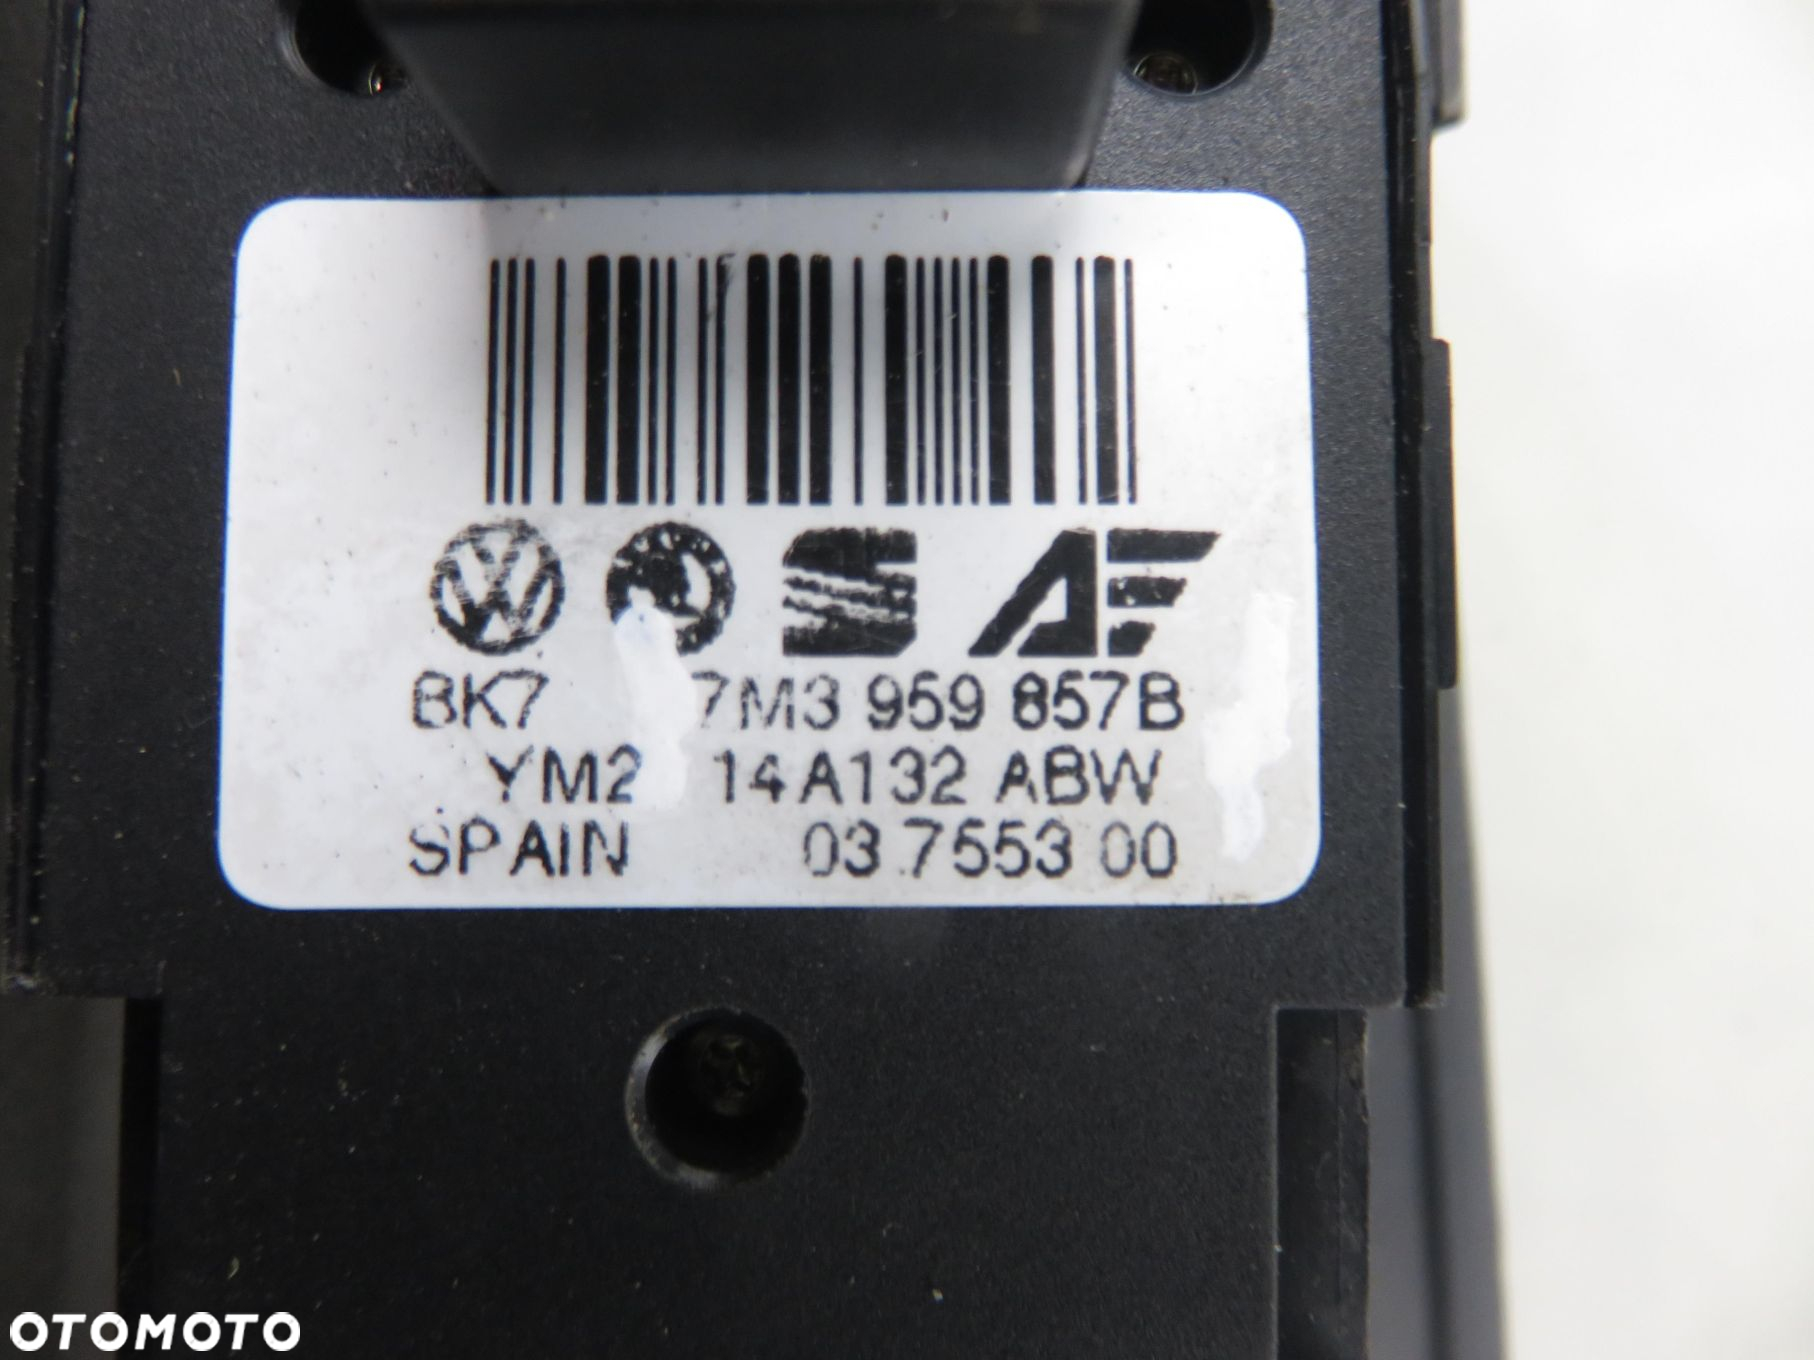 BK7 7M3 959 857B
YM2 14A132 ABW
SPAIN 03.7553 00
OTOMOTO